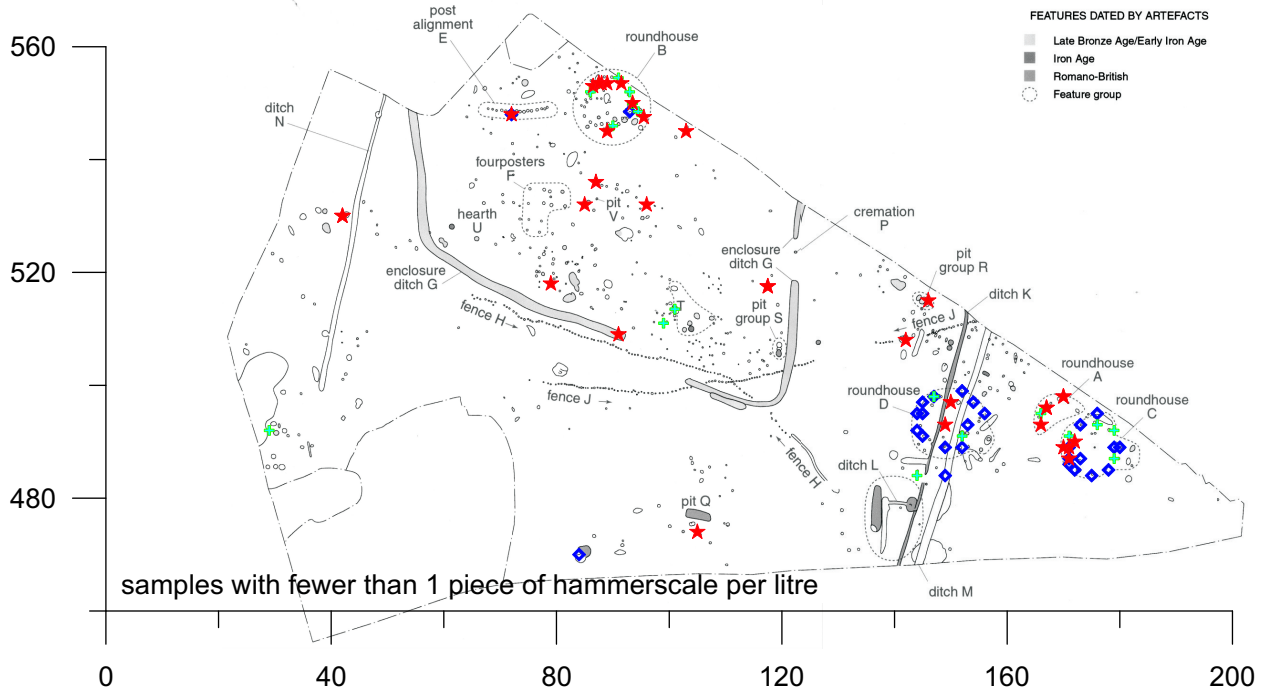 FEATURES DATED BY ARTEFACTS
Late Bronze Age/Early Iron Age
Iron Age
Romano-British
Feature group
post
alignment
E
roundhouse
B
ditch
N
fourposters
F
hearth
U
pit
V
cremation
P
enclosure
ditch G
enclosure
ditch G
pit
group R
ditch K
fence H
T
pit
group S
fence J
fence J
roundhouse
A
roundhouse
D
roundhouse
C
fence H
ditch L
pit Q
ditch M
samples with fewer than 1 piece of hammerscale per litre
560
520
480
0
40
80
120
160
200